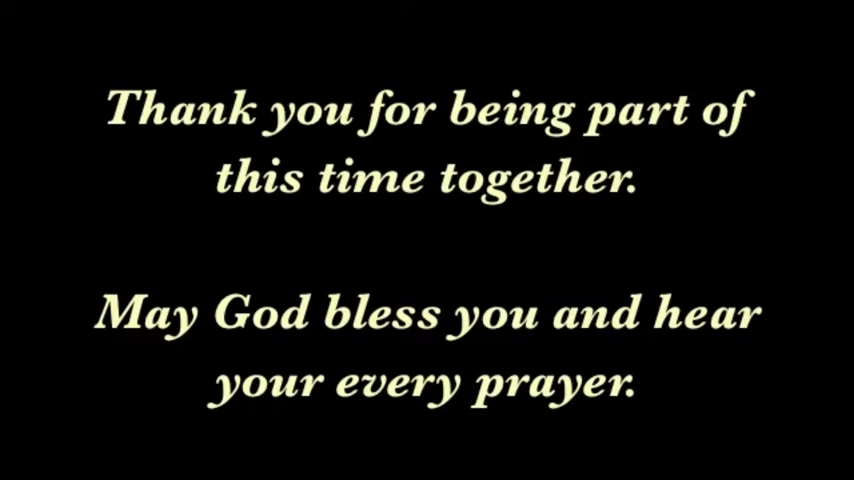 Thank you for being part of
this time together.
May God bless you and hear
your every prayer.